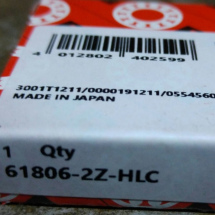 4 012802 402599
3001T1211/0000191211/0554560
MADE IN JAPAN
1 Qty
61806-2Z-HLC